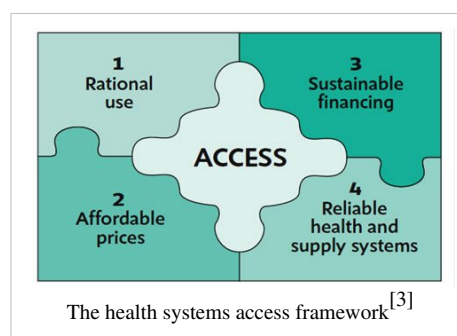 1
Rational
use
3
Sustainable
financing
ACCESS
2
Affordable
prices
4
Reliable
health and
supply systems
The health systems access framework[3]